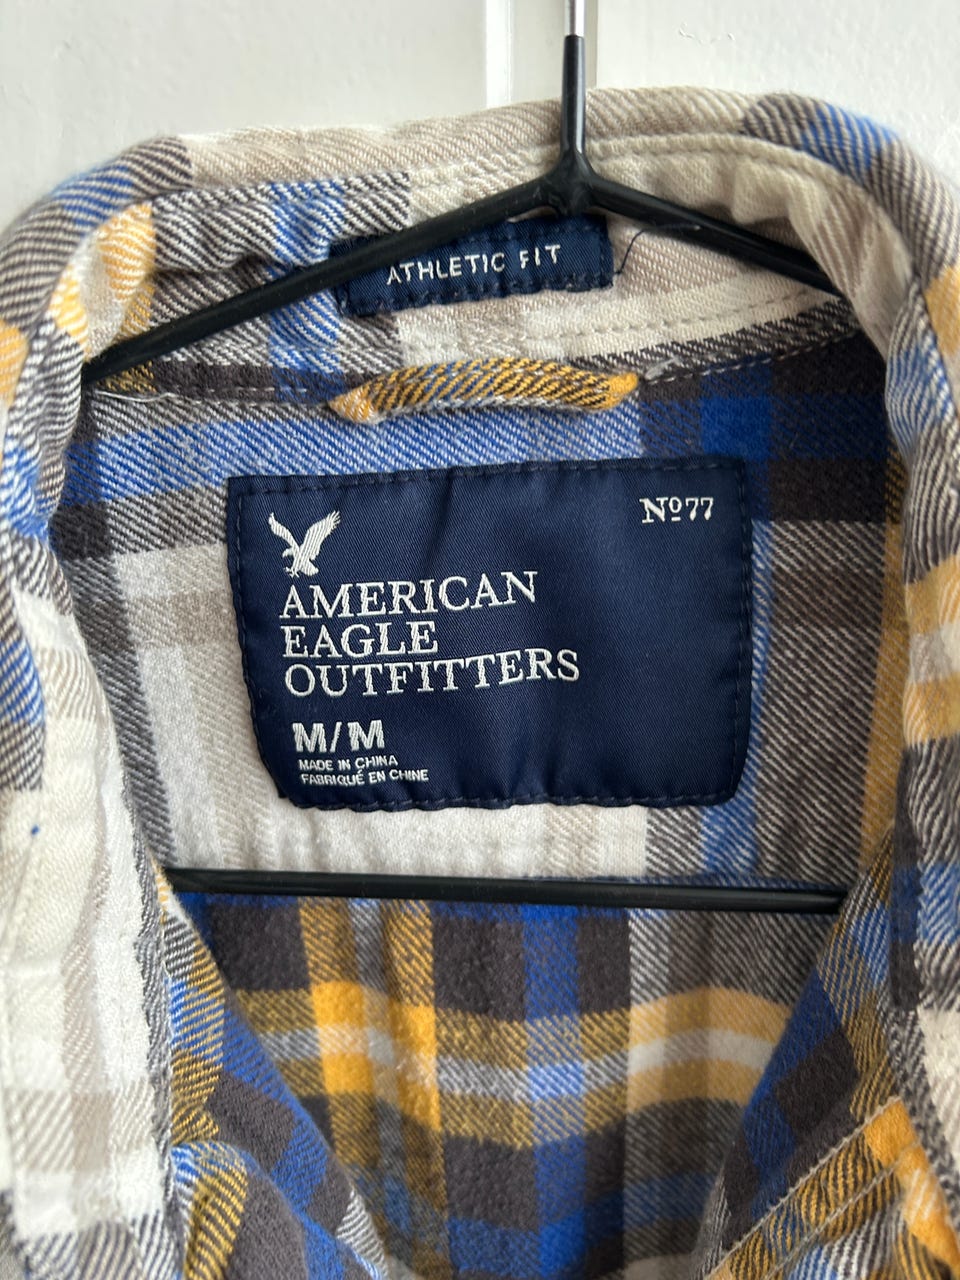 ATHLETIC FIT
Nº77
AMERICAN
EAGLE
OUTFITTERS
M/M
MADE IN CHINA
FABRIQUÉ EN CHINE